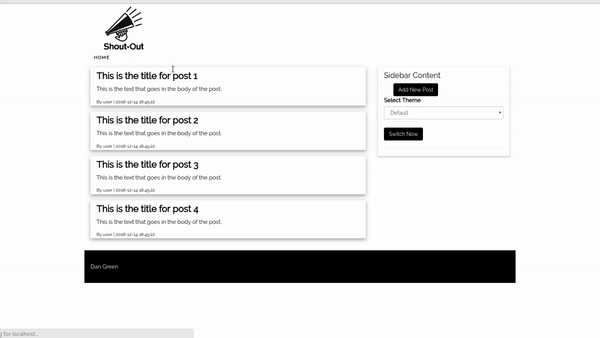 Shout-Out
HOME
This is the title for post 1
This is the text that goes in the body of the post.
By user | 2016-12-14 18:45:22
This is the title for post 2
This is the text that goes in the body of the post.
By user | 2016-12-14 18:45:22
This is the title for post 3
This is the text that goes in the body of the post.
By user | 2016-12-14 18:45:22
This is the title for post 4
This is the text that goes in the body of the post.
By user | 2016-12-14 18:45:22
Sidebar Content
Add New Post
Select Theme
Default
Switch Now
Dan Green
g for localhost...